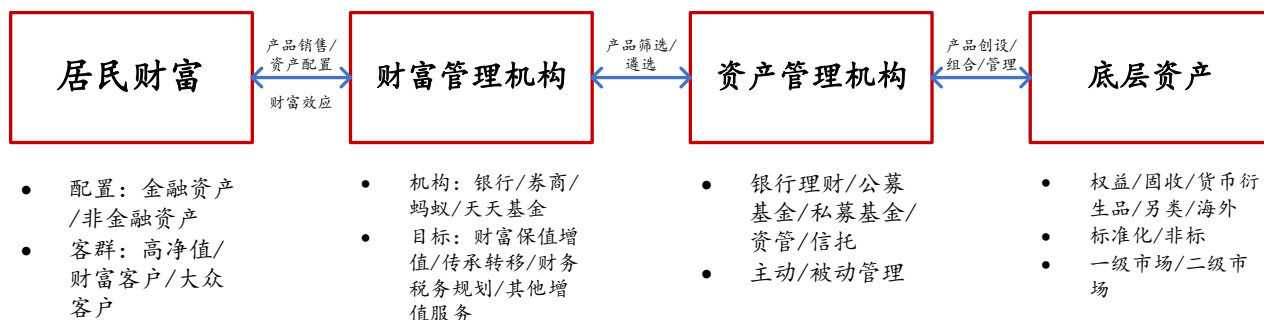 居民财富
产品销售/
资产配置
财富效应
财富管理机构
产品筛选/
遴选
资产管理机构
产品创设/
组合/管理
底层资产
• 配置：金融资产
/非金融资产
• 客群：高净值/
财富客户/大众
客户
• 机构：银行/券商/
蚂蚁/天天基金
• 目标：财富保值增
值/传承转移/财务
税务规划/其他增
值服务
• 银行理财/公募
基金/私募基金/
资管/信托
• 主动/被动管理
• 权益/固收/货币衍
生品/另类/海外
• 标准化/非标
• 一级市场/二级市
场